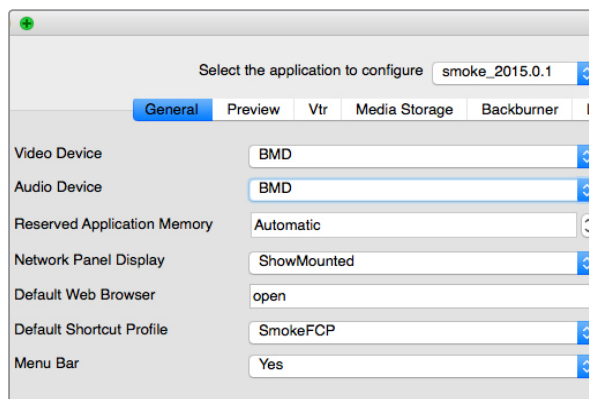 Select the application to configure smoke_2015.0.1
General Preview Vtr Media Storage Backburner
Video Device BMD
Audio Device BMD
Reserved Application Memory Automatic
Network Panel Display ShowMounted
Default Web Browser open
Default Shortcut Profile SmokeFCP
Menu Bar Yes